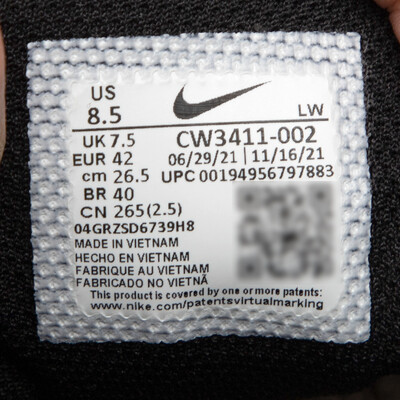 US
8.5
LW
UK 7.5
CW3411-002
EUR 42
06/29/21 | 11/16/21
cm 26.5
UPC 00194956797883
BR 40
CN 265(2.5)
04GRZSD6739H8
MADE IN VIETNAM
HECHO EN VIETNAM
FABRIQUE AU VIETNAM
FABRICADO NO VIETNÃ
This product is covered by one or more patents:
www.nike.com/patentsvirtualmarking